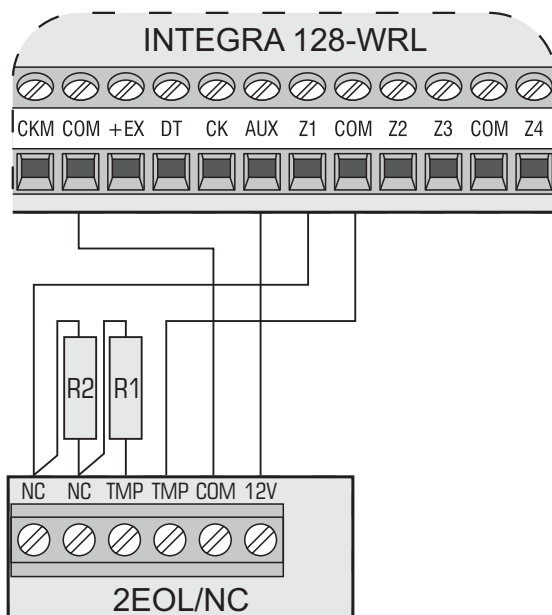 INTEGRA 128-WRL
CKM COM +EX DT CK AUX Z1 COM Z2 Z3 COM Z4
R2 R1
NC NC TMP TMP COM 12V
2EOL/NC